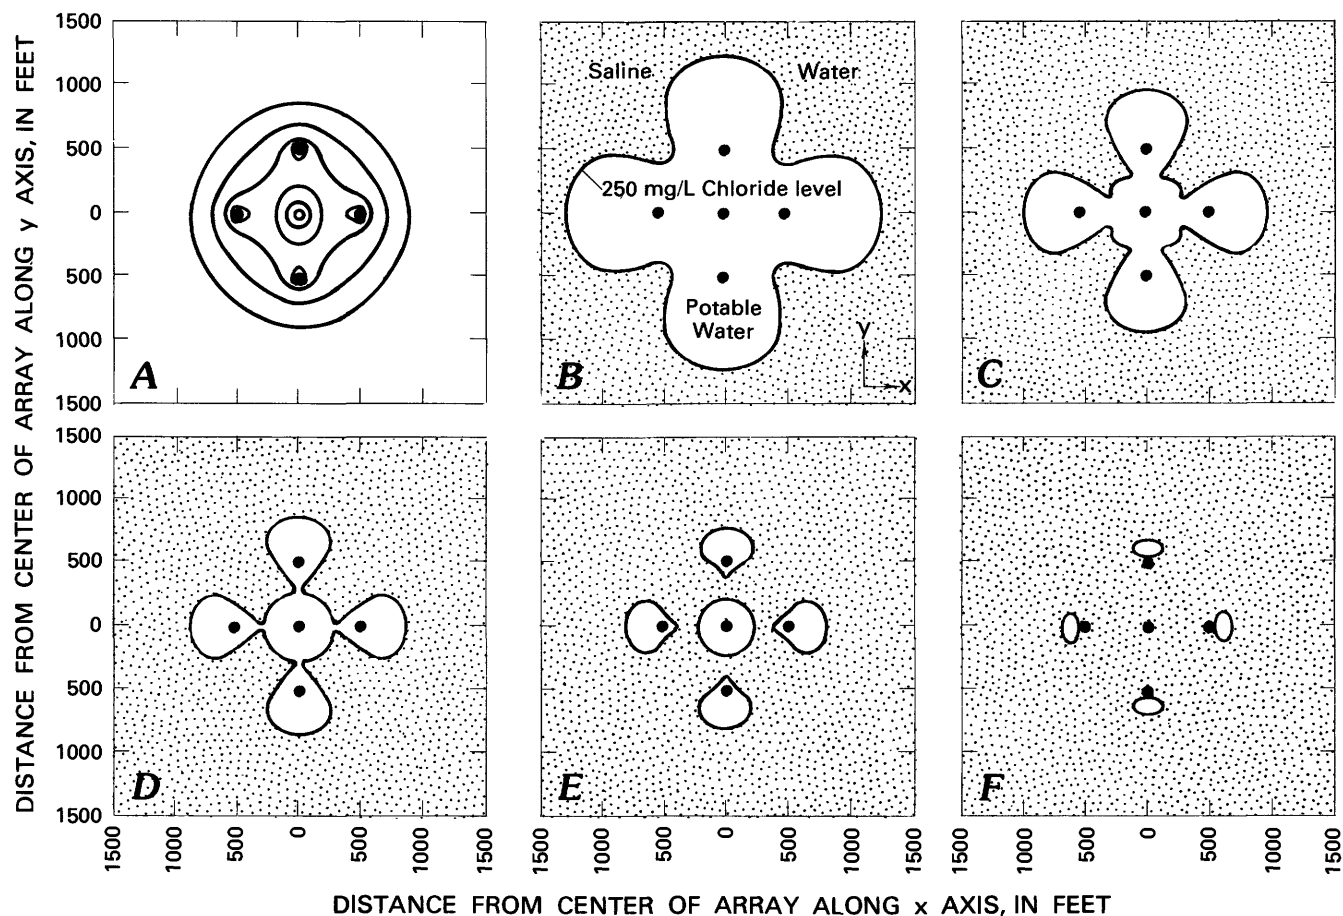 DISTANCE FROM CENTER OF ARRAY ALONG y AXIS, IN FEET
1500
1000
500
0
500
1000
1500
A
Saline Water
250 mg/L Chloride level
Potable
Water
y
x
B
C
1500
1000
500
0
500
1000
1500
D
E
F
1500 1000 500 0 500 1000 1500
1500 1000 500 0 500 1000 1500
1500 1000 500 0 500 1000 1500
DISTANCE FROM CENTER OF ARRAY ALONG x AXIS, IN FEET